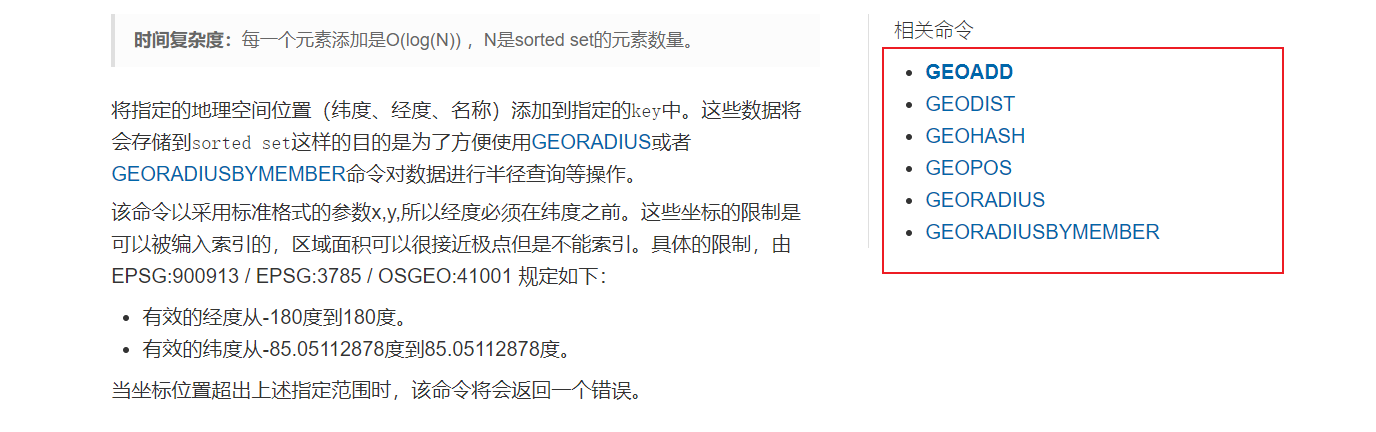 时间复杂度：每一个元素添加是O(log(N)) ，N是sorted set的元素数量。
将指定的地理空间位置（纬度、经度、名称）添加到指定的key中。这些数据将
会存储到sorted set这样的目的是为了方便使用GEORADIUS或者
GEORADIUSBYMEMBER命令对数据进行半径查询等操作。
该命令以采用标准格式的参数x,y,所以经度必须在纬度之前。这些坐标的限制是
可以被编入索引的，区域面积可以很接近极点但是不能索引。具体的限制，由
EPSG:900913 / EPSG:3785 / OSGEO:41001 规定如下：
• 有效的经度从-180度到180度。
• 有效的纬度从-85.05112878度到85.05112878度。
当坐标位置超出上述指定范围时，该命令将会返回一个错误。
相关命令
• GEOADD
• GEODIST
• GEOHASH
• GEOPOS
• GEORADIUS
• GEORADIUSBYMEMBER